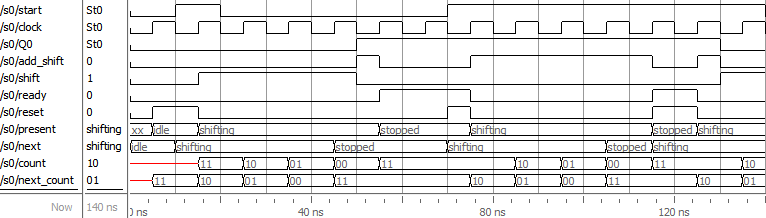 /s0/start St0
/s0/clock St0
/s0/Q0 St0
/s0/add_shift 0
/s0/shift 1
/s0/ready 0
/s0/reset 0
/s0/present shifting xx idle shifting stopped shifting stopped shifting
/s0/next shifting idle shifting stopped shifting stopped shifting
/s0/count 10 11 10 01 00 11 10 01 00 11 10
/s0/next_count 01 11 10 01 00 11 10 01 00 11 10 01
Now 140 ns 0 ns 40 ns 80 ns 120 ns